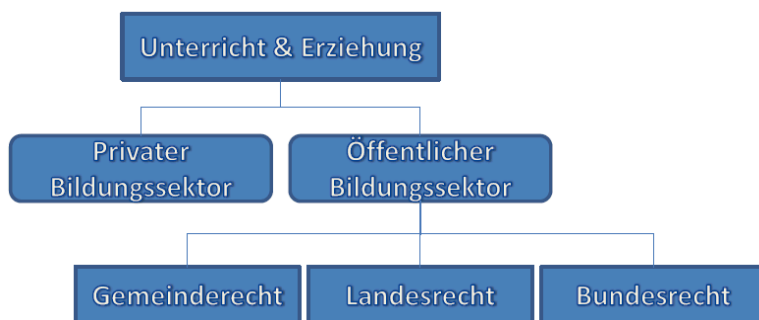 Unterricht & Erziehung
Privater
Bildungssektor
Öffentlicher
Bildungssektor
Gemeinderecht
Landesrecht
Bundesrecht